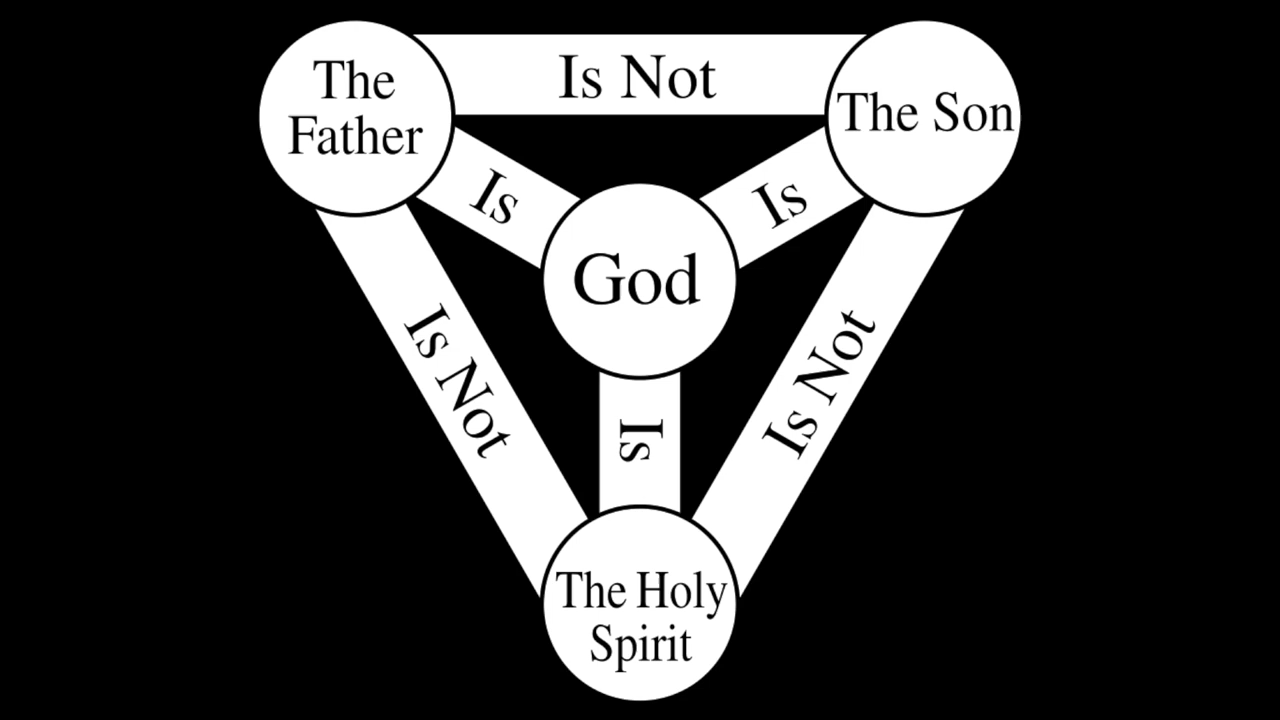 The
Father
Is Not
The Son
Is
Is
God
Is Not
Is
Is Not
The Holy
Spirit